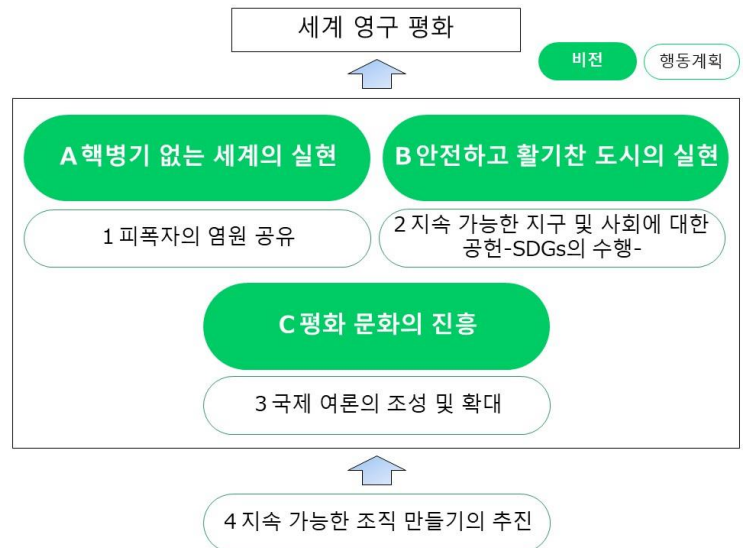 세계 영구 평화
비전
행동계획
A 핵병기 없는 세계의 실현
B 안전하고 활기찬 도시의 실현
1 피폭자의 염원 공유
2 지속 가능한 지구 및 사회에 대한
공헌-SDGs의 수행-
C 평화 문화의 진흥
3 국제 여론의 조성 및 확대
4 지속 가능한 조직 만들기의 추진